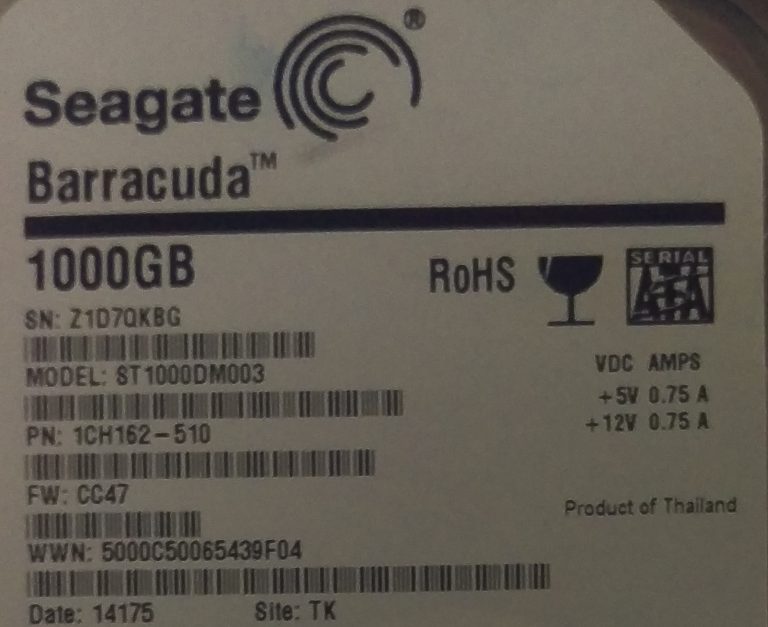 Seagate®
Barracuda™
1000GB
RoHS
SERIAL
ATA
SN: Z1D7QKBG
MODEL: ST1000DM003
VDC AMPS
+5V 0.75 A
+12V 0.75 A
PN: 1CH162-510
FW: CC47
Product of Thailand
WWN: 5000C50065439F04
Date: 14175 Site: TK